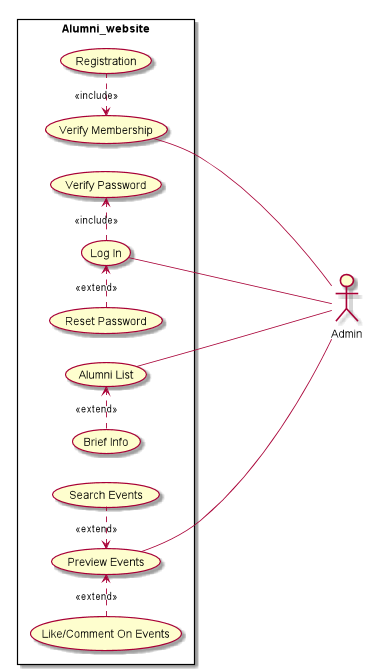 Alumni_website
Registration
«include»
Verify Membership
Verify Password
«include»
Log In
«extend»
Reset Password
Admin
Alumni List
«extend»
Brief Info
Search Events
«extend»
Preview Events
«extend»
Like/Comment On Events